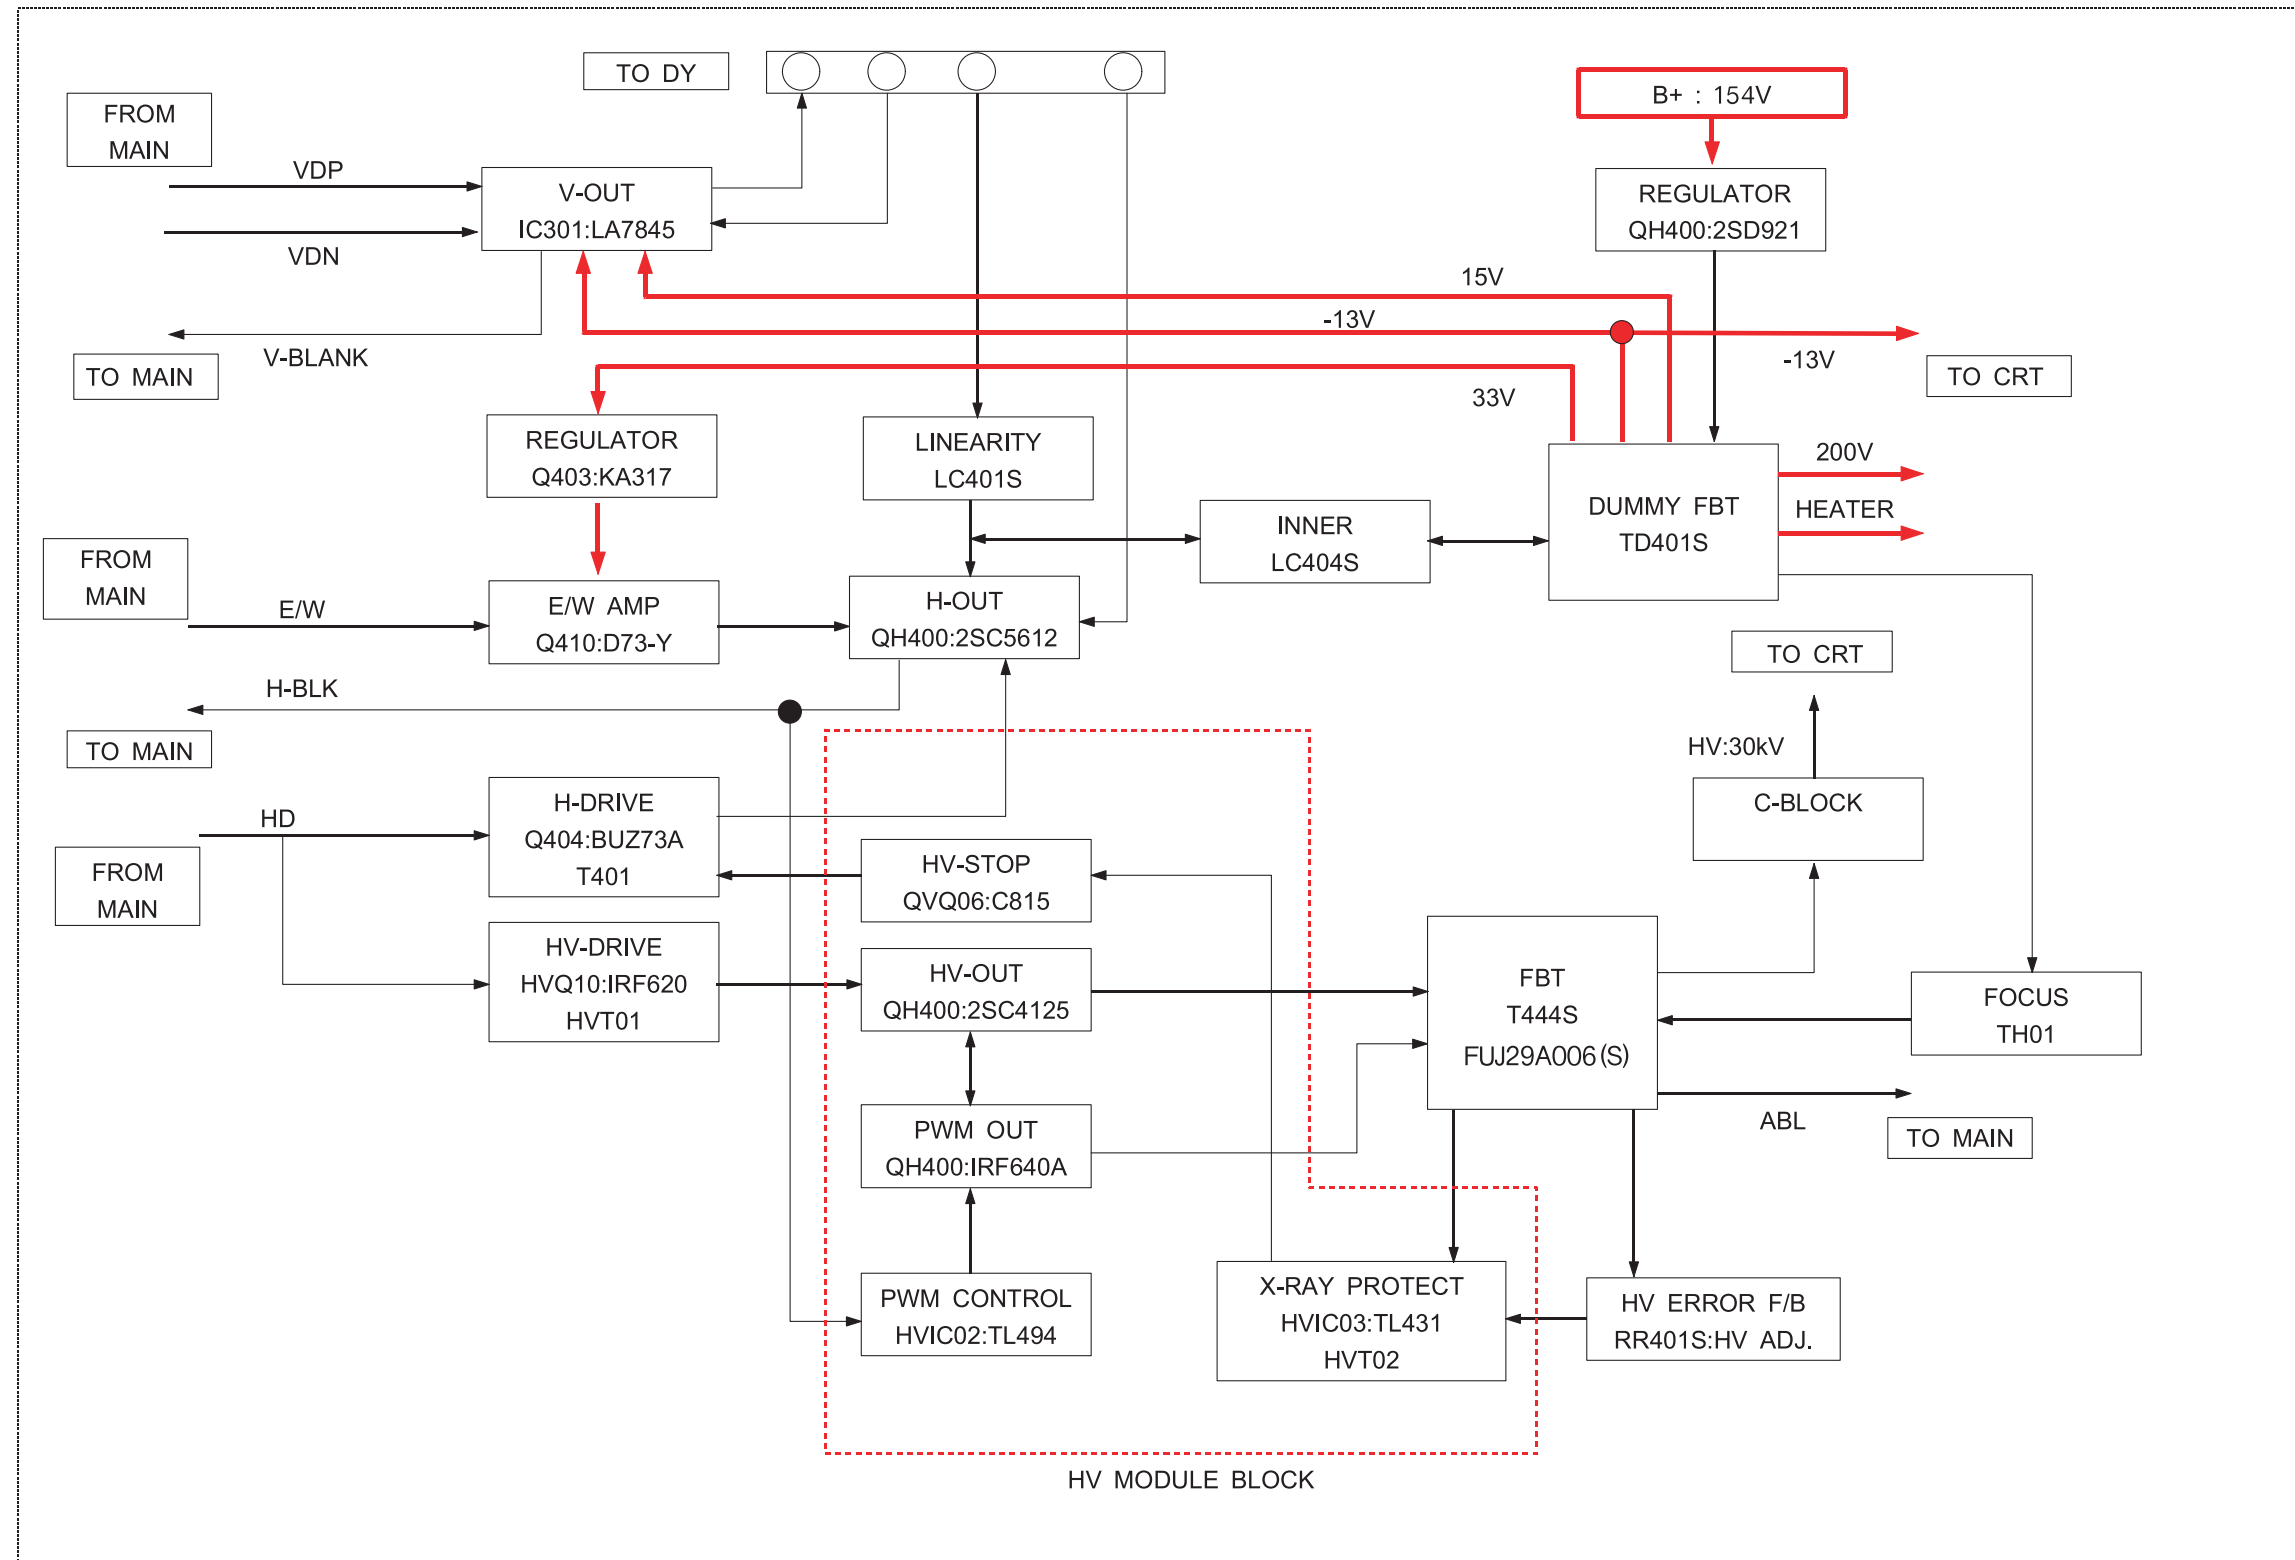 TO DY
FROM
MAIN
B+ : 154V
VDP
V-OUT
IC301:LA7845
REGULATOR
QH400:2SD921
VDN
15V
-13V
V-BLANK
-13V
TO MAIN
33V
TO CRT
REGULATOR
Q403:KA317
LINEARITY
LC401S
200V
DUMMY FBT
TD401S
HEATER
INNER
LC404S
FROM
MAIN
E/W
E/W AMP
Q410:D73-Y
H-OUT
QH400:2SC5612
TO CRT
H-BLK
TO MAIN
HV:30kV
HD
H-DRIVE
Q404:BUZ73A
T401
C-BLOCK
FROM
MAIN
HV-STOP
QVQ06:C815
HV-DRIVE
HVQ10:IRF620
HVT01
HV-OUT
QH400:2SC4125
FBT
T444S
FUJ29A006(S)
FOCUS
TH01
PWM OUT
QH400:IRF640A
ABL
TO MAIN
PWM CONTROL
HVIC02:TL494
X-RAY PROTECT
HVIC03:TL431
HVT02
HV ERROR F/B
RR401S:HV ADJ.
HV MODULE BLOCK